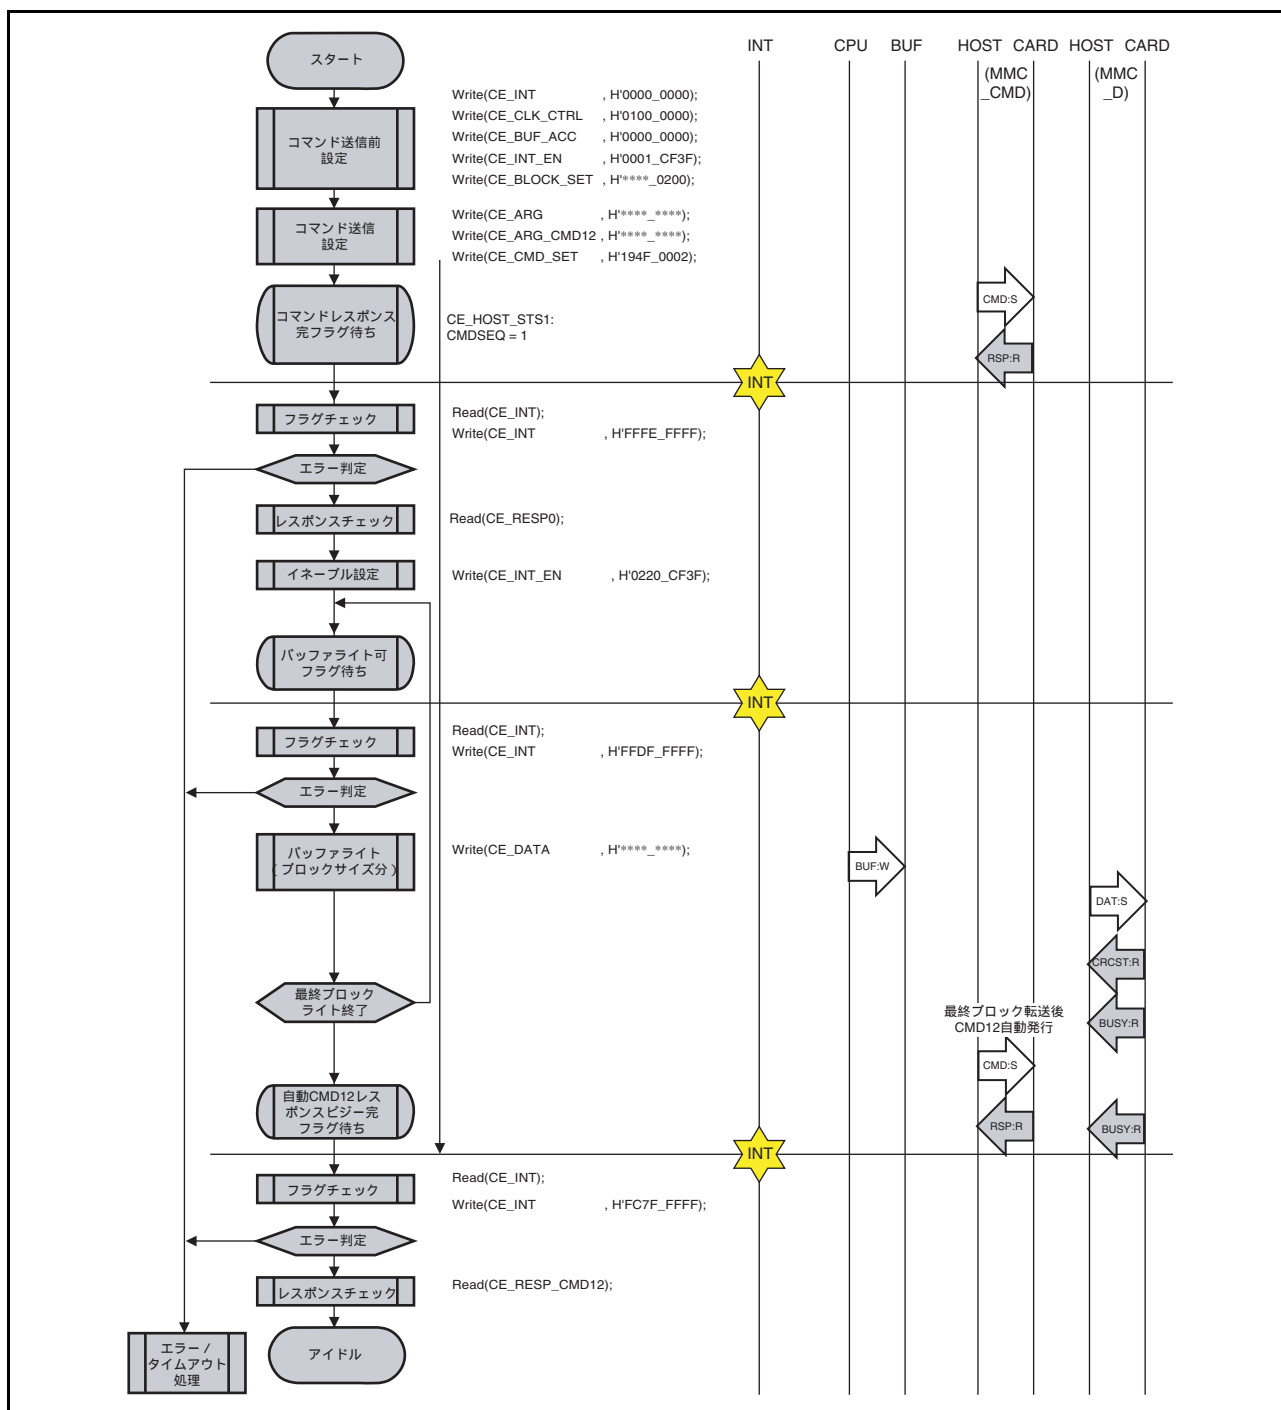 INT CPU BUF HOST CARD HOST CARD
(MMC
_CMD)
(MMC
_D)
スタート
Write(CE_INT , H'0000_0000);
Write(CE_CLK_CTRL , H'0100_0000);
Write(CE_BUF_ACC , H'0000_0000);
Write(CE_INT_EN , H'0001_CF3F);
Write(CE_BLOCK_SET , H'****_0200);
コマンド送信前
設定
Write(CE_ARG , H'****_****);
Write(CE_ARG_CMD12 , H'****_****);
Write(CE_CMD_SET , H'194F_0002);
コマンド送信
設定
コマンドレスポンス
完フラグ待ち
CE_HOST_STS1:
CMDSEQ = 1
CMD:S
RSP:R
INT
フラグチェック
Read(CE_INT);
Write(CE_INT , H'FFFE_FFFF);
エラー判定
レスポンスチェック
Read(CE_RESP0);
イネーブル設定
Write(CE_INT_EN , H'0220_CF3F);
バッファライト可
フラグ待ち
INT
フラグチェック
Read(CE_INT);
Write(CE_INT , H'FFDF_FFFF);
エラー判定
バッファライト
(ブロックサイズ分)
Write(CE_DATA , H'****_****);
BUF:W
DAT:S
CRCST:R
BUSY:R
最終ブロック
ライト終了
最終ブロック転送後
CMD12自動発行
CMD:S
RSP:R
BUSY:R
自動CMD12レス
ポンスビジー完
フラグ待ち
INT
フラグチェック
Read(CE_INT);
Write(CE_INT , H'FC7F_FFFF);
エラー判定
レスポンスチェック
Read(CE_RESP_CMD12);
エラー /
タイムアウト
処理
アイドル